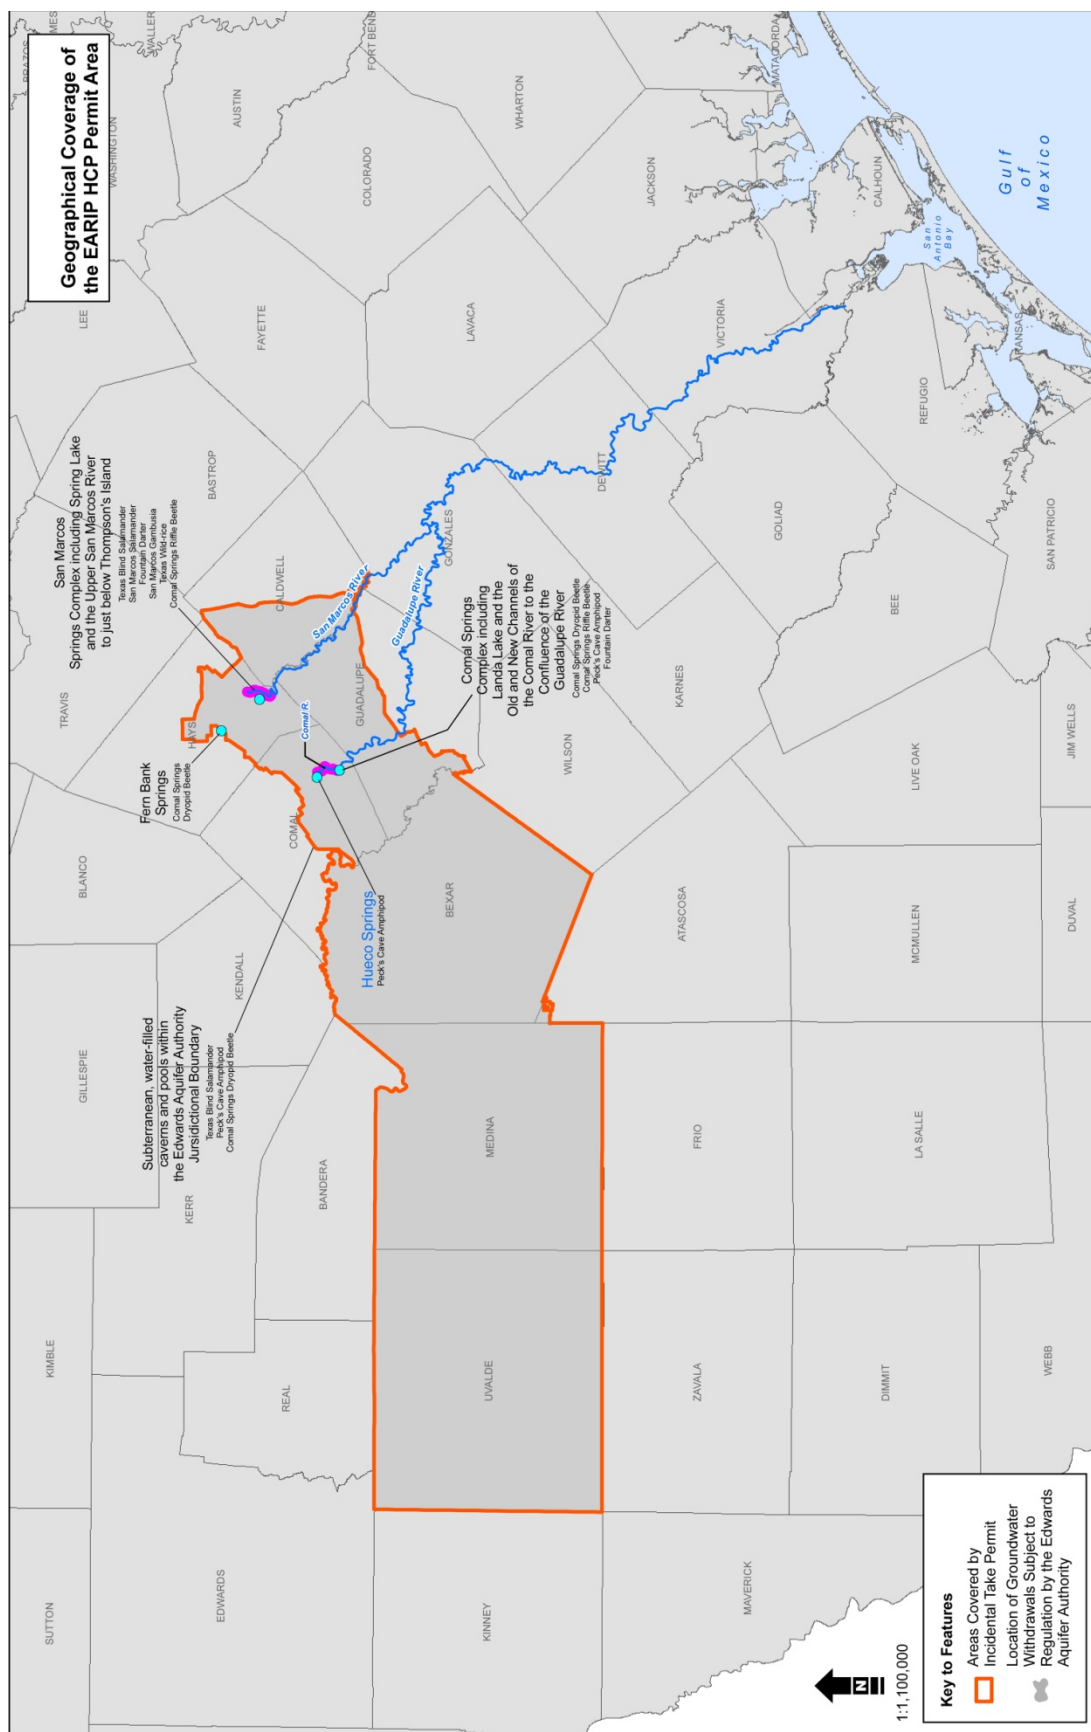 Geographical Coverage of
the EARIP HCP Permit Area
SUTTON
KIMBLE
GILLESPIE
BLANCO
TRAVIS
LEE
WASHINGTON
WALLER
BASTROP
HAYS
KERR
KENDALL
EDWARDS
REAL
BANDERA
COMAL
CALDWELL
FAYETTE
AUSTIN
COLORADO
FORT BEND
WHARTON
KINNEY
UVALDE
MEDINA
BEXAR
GUADALUPE
GONZALES
LAVACA
JACKSON
MATAGORDA
MAVERICK
ZAVALA
FRIO
ATASCOSA
WILSON
KARNES
DEWITT
VICTORIA
CALHOUN
DIMMIT
LA SALLE
MCMULLEN
LIVE OAK
BEE
GOLIAD
REFUGIO
WEBB
DUVAL
JIM WELLS
SAN PATRICIO
Subterranean, water-filled
caverns and pools within
the Edwards Aquifer Authority
Jursidictional Boundary
Texas Blind Salamander
Peck's Cave Amphipod
Comal Springs Dryopid Beetle
Fern Bank
Springs
Comal Springs
Dryopid Beetle
San Marcos
Springs Complex including Spring Lake
and the Upper San Marcos River
to just below Thompson's Island
Texas Blind Salamander
San Marcos Salamander
Fountain Darter
San Marcos Gambusia
Texas Wild-rice
Comal Springs Riffle Beetle
Hueco Springs
Peck's Cave Amphipod
Comal Springs
Complex including
Landa Lake and the
Old and New Channels of
the Comal River to the
Confluence of the
Guadalupe River
Comal Springs Dryopid Beetle
Comal Springs Riffle Beetle
Peck's Cave Amphipod
Fountain Darter
Comal R.
San Marcos River
Guadalupe River
San
Antonio
Bay
Gulf
of
Mexico
N
1:1,100,000
Key to Features
Areas Covered by
Incidental Take Permit
Location of Groundwater
Withdrawals Subject to
Regulation by the Edwards
Aquifer Authority